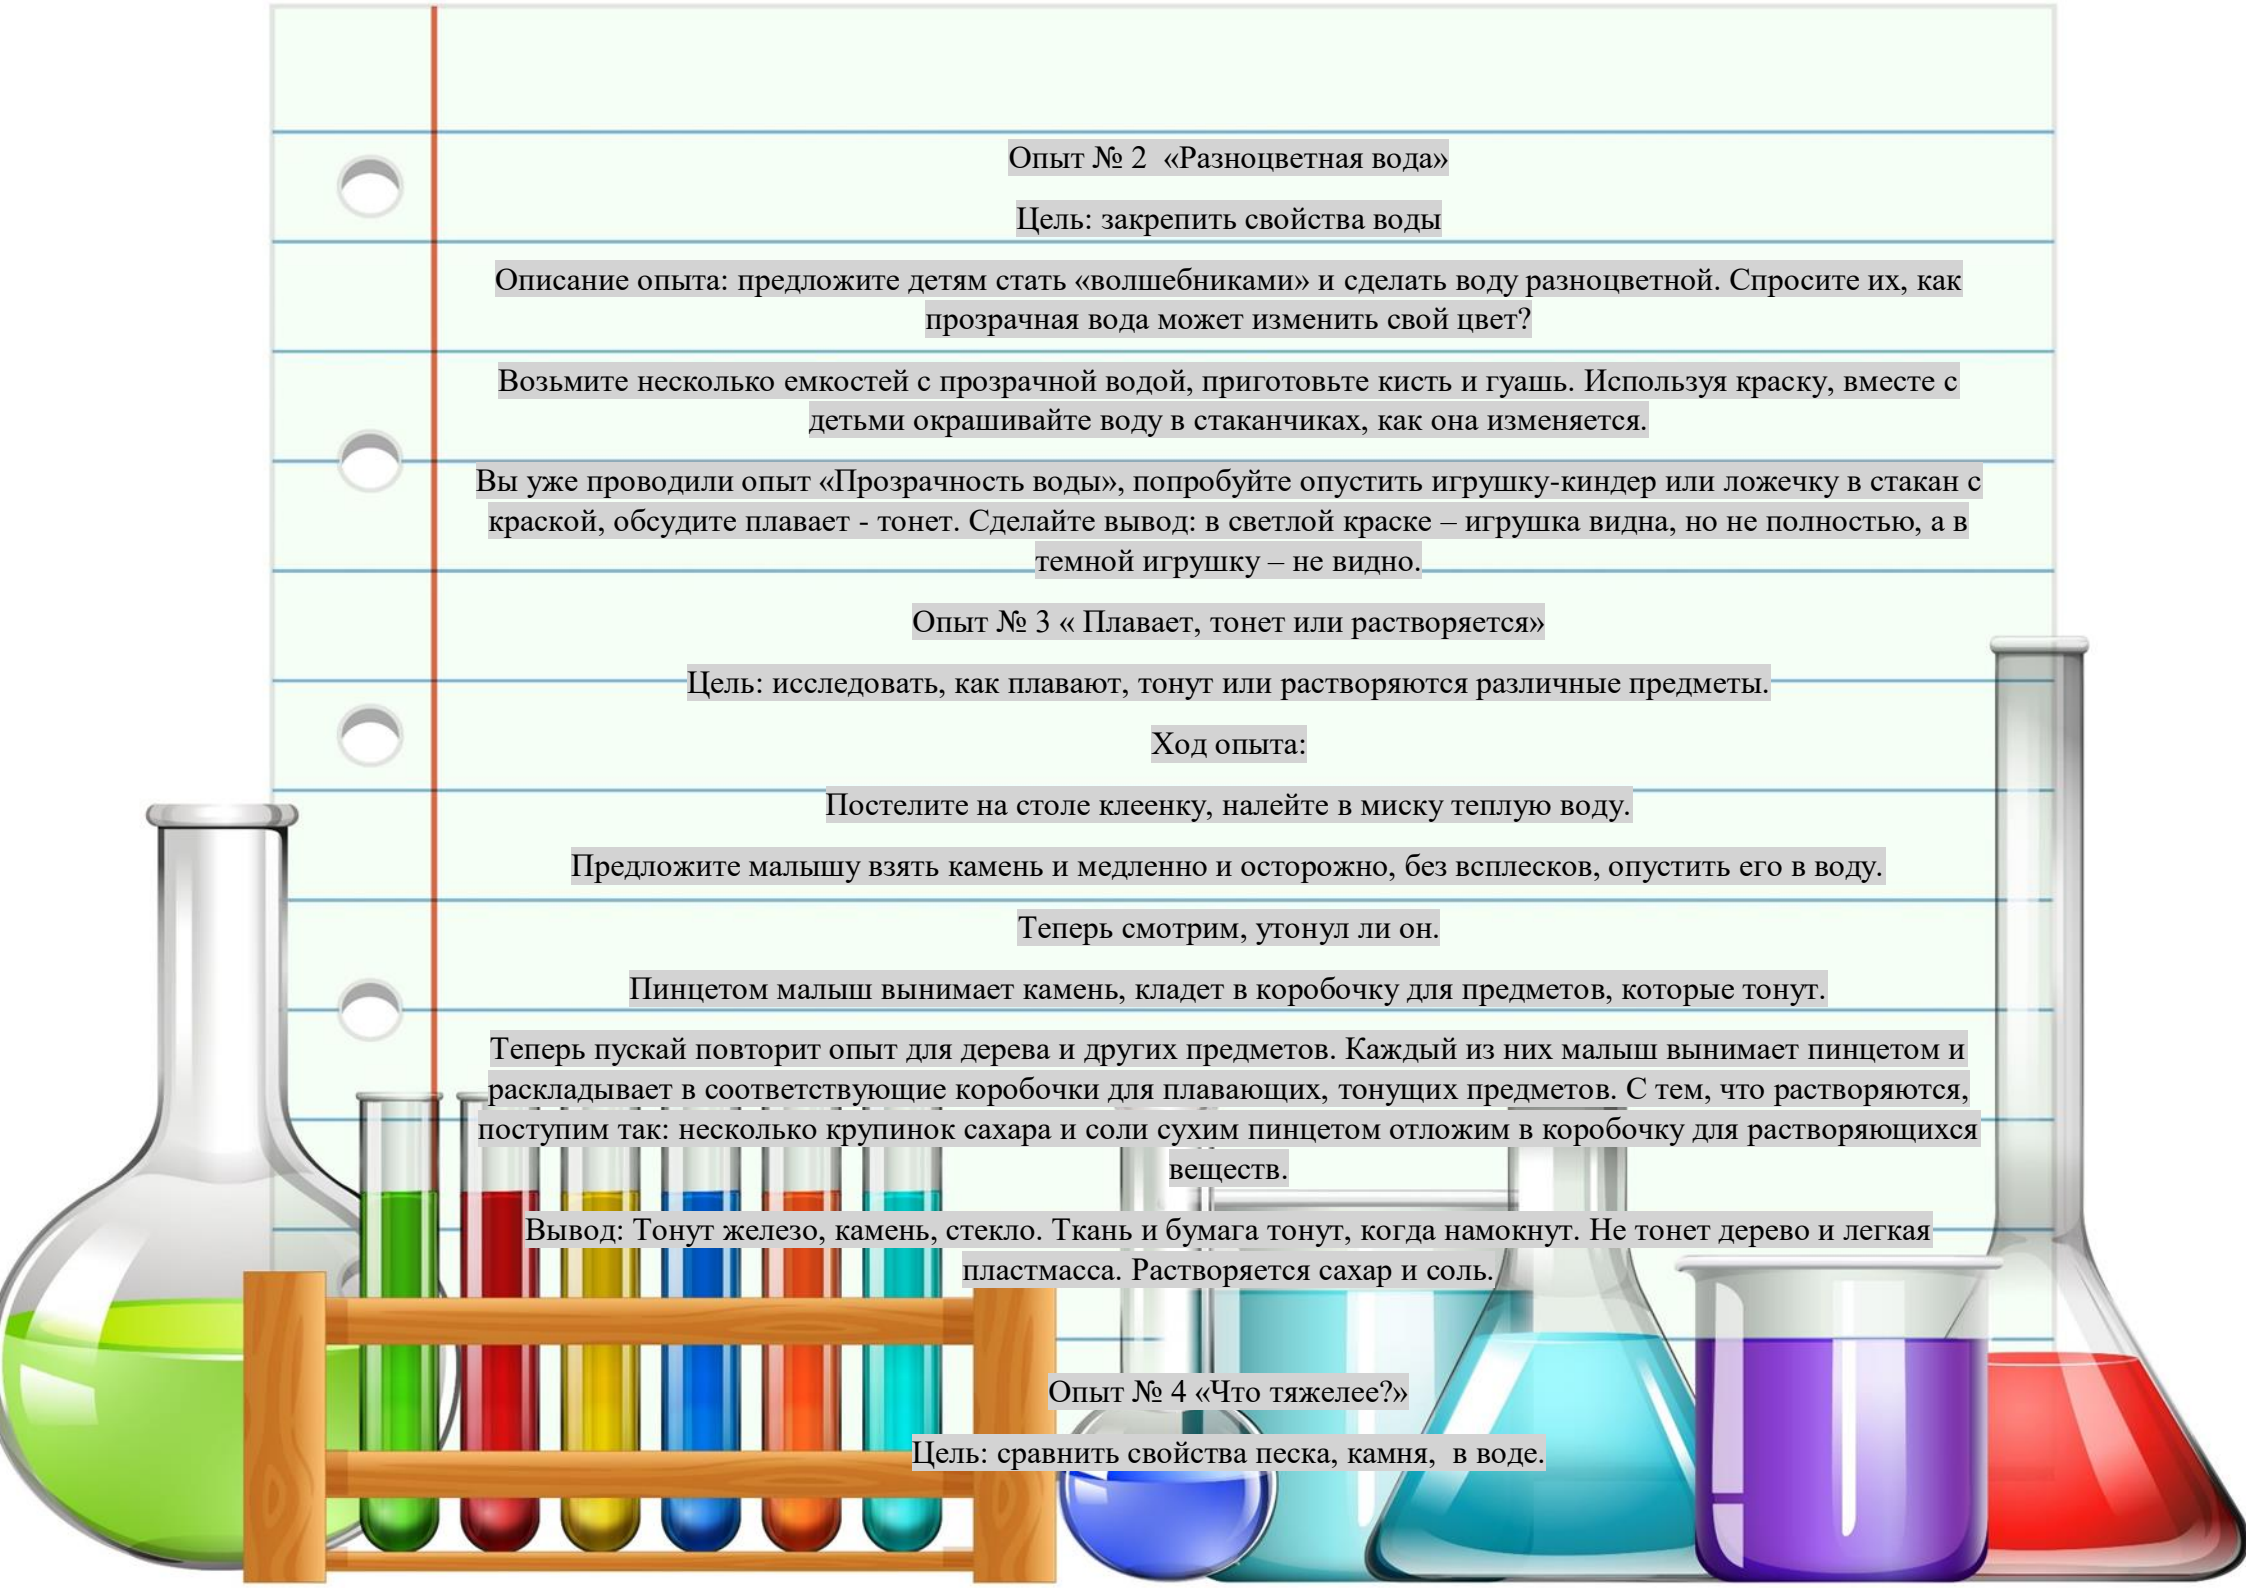 Опыт № 2  «Разноцветная вода»
Цель: закрепить свойства воды
Описание опыта: предложите детям стать «волшебниками» и сделать воду разноцветной. Спросите их, как
прозрачная вода может изменить свой цвет?
Возьмите несколько емкостей с прозрачной водой, приготовьте кисть и гуашь. Используя краску, вместе с
детьми окрашивайте воду в стаканчиках, как она изменяется.
Вы уже проводили опыт «Прозрачность воды», попробуйте опустить игрушку-киндер или ложечку в стакан с
краской, обсудите плавает - тонет. Сделайте вывод: в светлой краске – игрушка видна, но не полностью, а в
темной игрушку – не видно.
Опыт № 3 « Плавает, тонет или растворяется»
Цель: исследовать, как плавают, тонут или растворяются различные предметы.
Ход опыта:
Постелите на столе клеенку, налейте в миску теплую воду.
Предложите малышу взять камень и медленно и осторожно, без всплесков, опустить его в воду.
Теперь смотрим, утонул ли он.
Пинцетом малыш вынимает камень, кладет в коробочку для предметов, которые тонут.
Теперь пускай повторит опыт для дерева и других предметов. Каждый из них малыш вынимает пинцетом и
раскладывает в соответствующие коробочки для плавающих, тонущих предметов. С тем, что растворяются,
поступим так: несколько крупинок сахара и соли сухим пинцетом отложим в коробочку для растворяющихся
веществ.
Вывод: Тонут железо, камень, стекло. Ткань и бумага тонут, когда намокнут. Не тонет дерево и легкая
пластмасса. Растворяется сахар и соль.
Опыт № 4 «Что тяжелее?»
Цель: сравнить свойства песка, камня,  в воде.